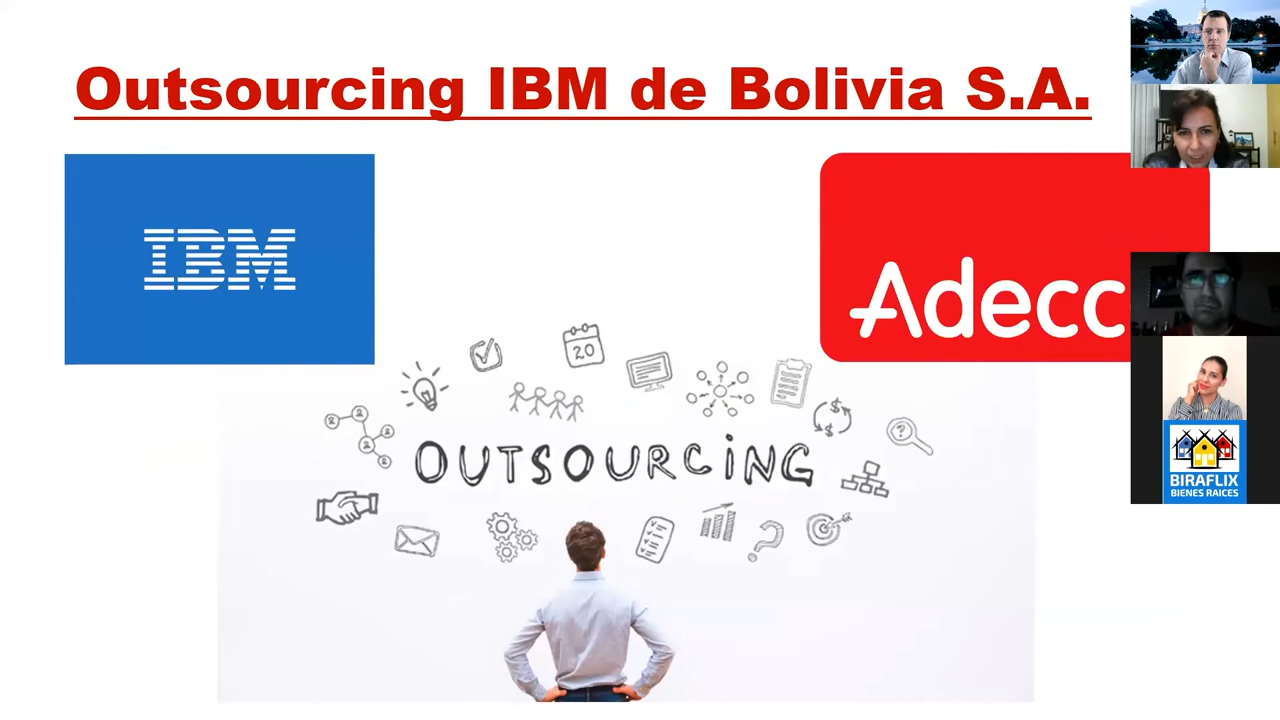 Outsourcing IBM de Bolivia S.A.
IBM
Adecc
20
$
$
?
OUTSOURCiNG
?
BIRAFLIX
BIENES RAICES